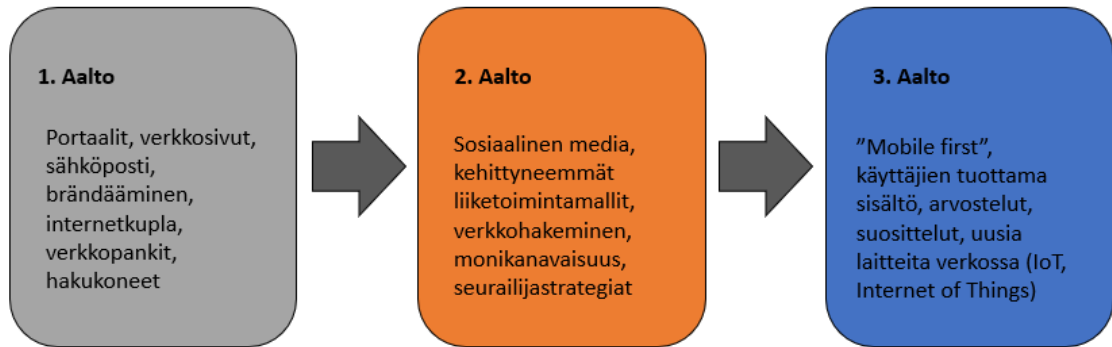 1. Aalto
Portaalit, verkkosivut,
sähköposti,
brändääminen,
internetkupla,
verkkopankit,
hakukoneet
2. Aalto
Sosiaalinen media,
kehittyneemmät
liiketoimintamallit,
verkkohakeminen,
monikanavaisuus,
seurailijastrategiat
3. Aalto
”Mobile first”,
käyttäjien tuottama
sisältö, arvostelut,
suosittelut, uusia
laitteita verkossa (IoT,
Internet of Things)